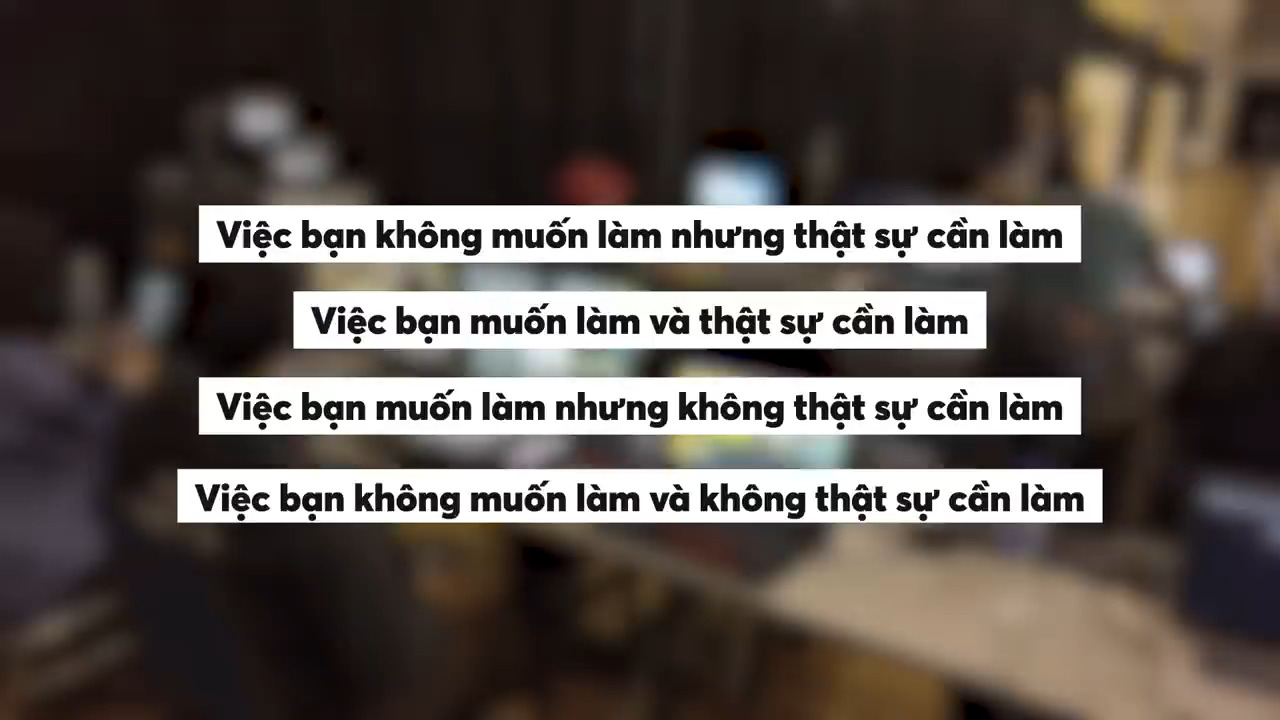 Việc bạn không muốn làm nhưng thật sự cần làm
Việc bạn muốn làm và thật sự cần làm
Việc bạn muốn làm nhưng không thật sự cần làm
Việc bạn không muốn làm và không thật sự cần làm